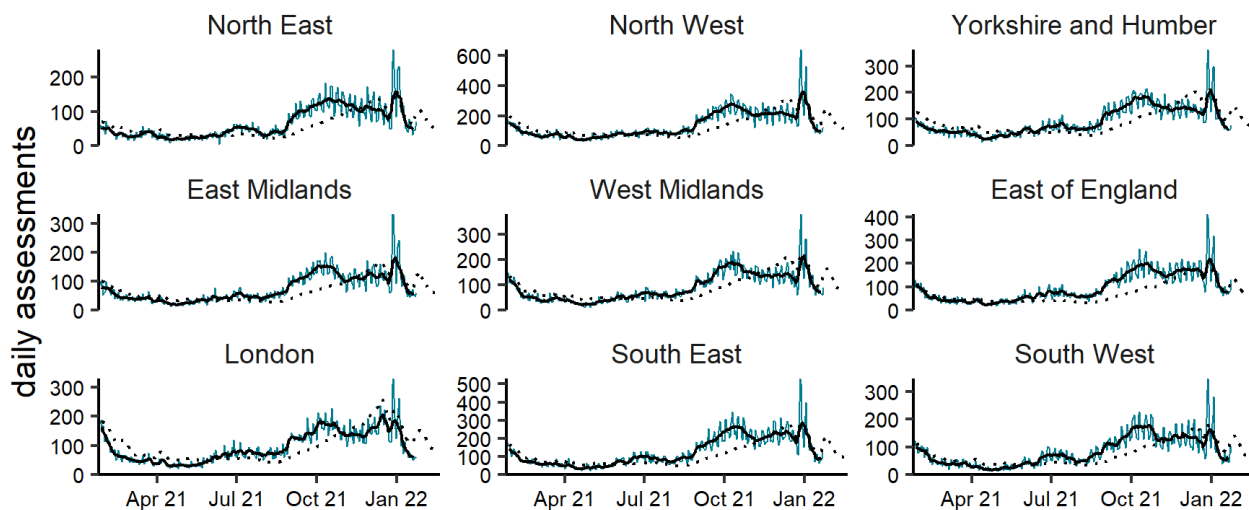 daily assessments
North East
200
100
0
North West
600
400
200
0
Yorkshire and Humber
300
200
100
0
East Midlands
300
200
100
0
West Midlands
300
200
100
0
East of England
400
300
200
100
0
London
300
200
100
0
South East
500
400
300
200
100
0
South West
300
200
100
0
Apr 21 Jul 21 Oct 21 Jan 22
Apr 21 Jul 21 Oct 21 Jan 22
Apr 21 Jul 21 Oct 21 Jan 22